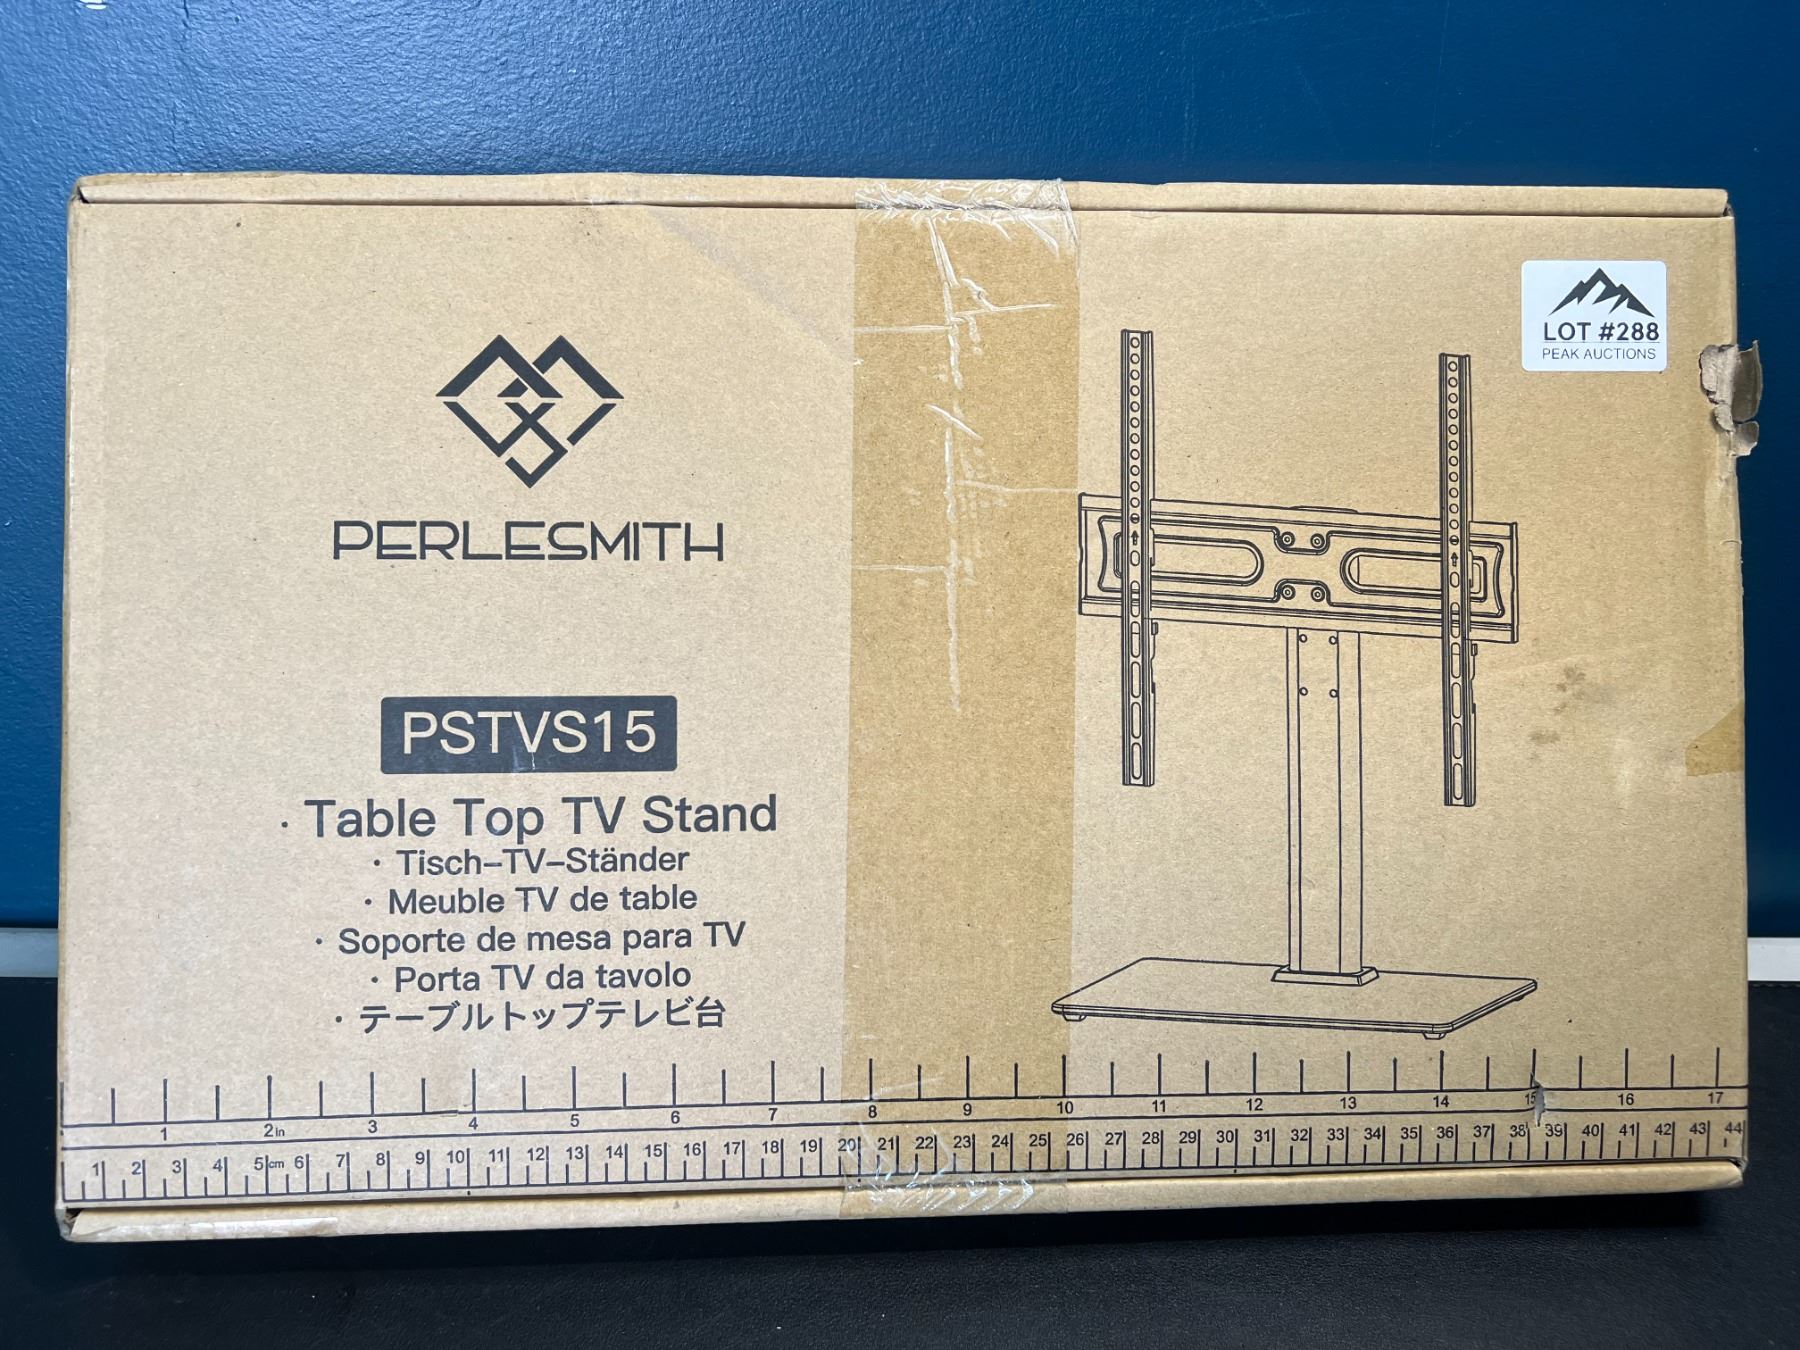 LOT #288
PEAK AUCTIONS
PERLESMITH
PSTVS15
· Table Top TV Stand
· Tisch-TV-Ständer
· Meuble TV de table
· Soporte de mesa para TV
· Porta TV da tavolo
· テーブルトップテレビ台
1 2in 3 4 5 6 7 8 9 10 11 12 13 14 15 16 17
1 2 3 4 5 cm 6 7 8 9 10 11 12 13 14 15 16 17 18 19 20 21 22 23 24 25 26 27 28 29 30 31 32 33 34 35 36 37 38 39 40 41 42 43 44